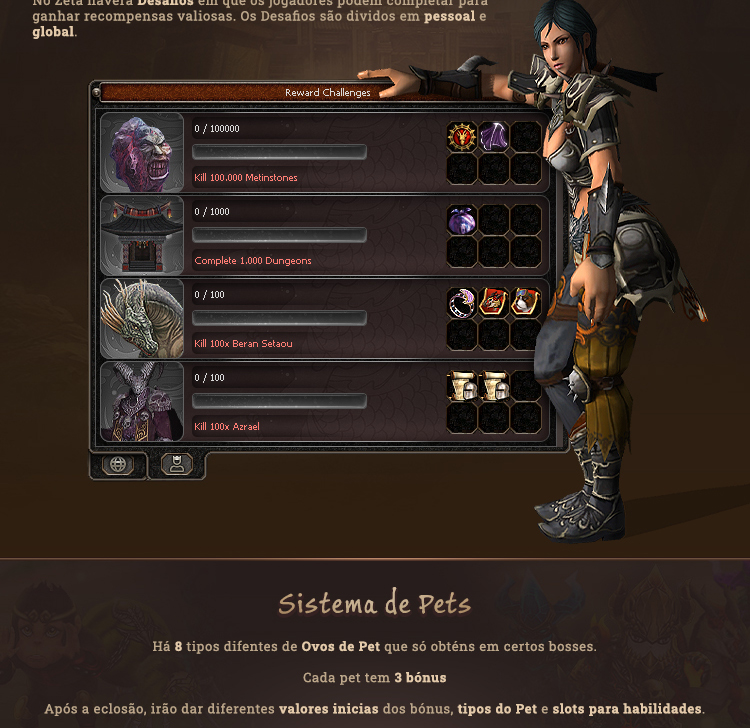 No Zeta haverá Desafios em que os jogadores podem completar para
ganhar recompensas valiosas. Os Desafios são dividos em pessoal e
global.
Reward Challenges
0 / 100000
Kill 100.000 Metinstones
0 / 1000
Complete 1.000 Dungeons
0 / 100
Kill 100x Beran Setaou
0 / 100
Kill 100x Azrael
Sistema de Pets
Há 8 tipos difentes de Ovos de Pet que só obténs em certos bosses.
Cada pet tem 3 bónus
Após a eclosão, irão dar diferentes valores inicias dos bónus, tipos do Pet e slots para habilidades.